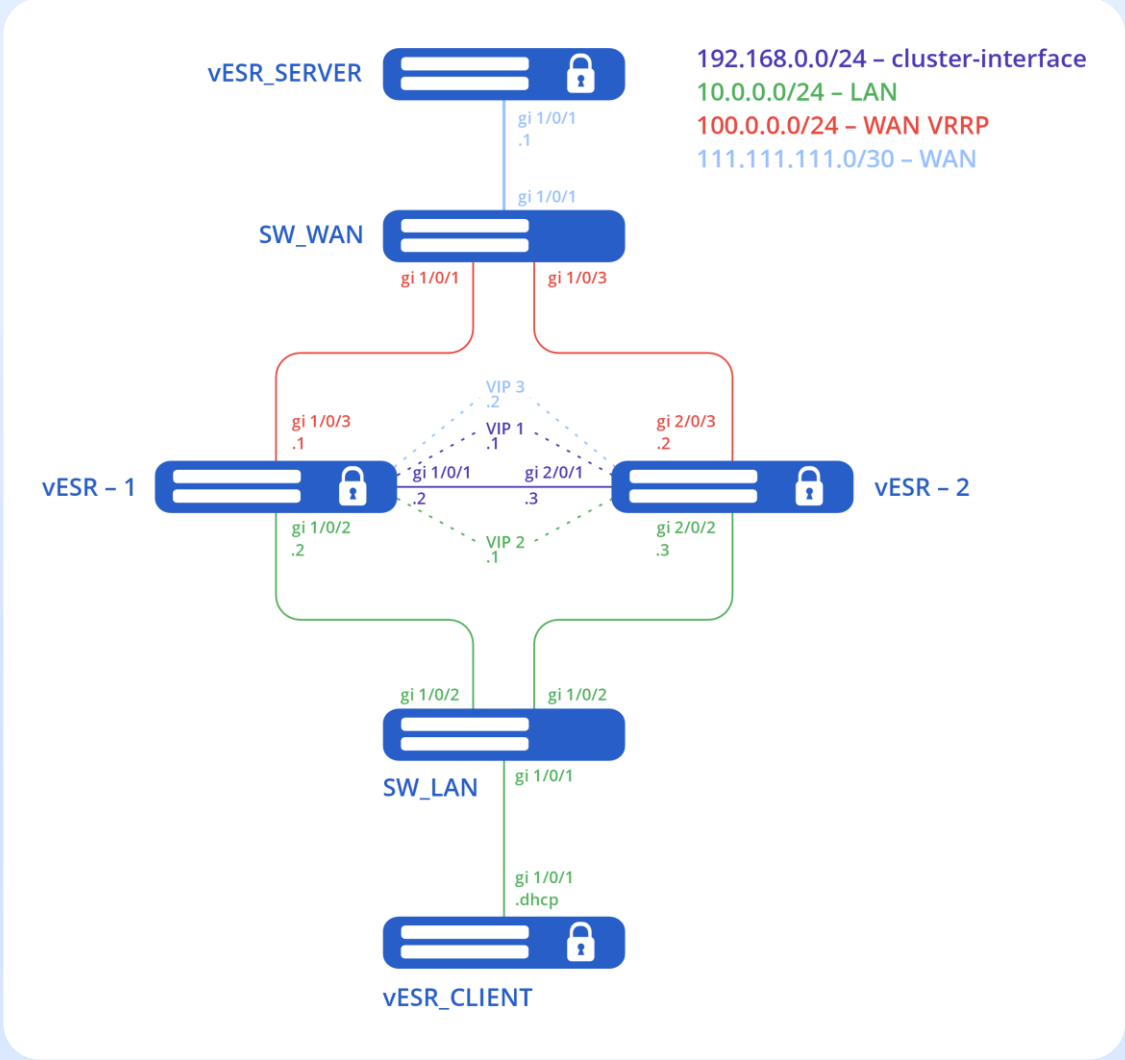 vESR_SERVER
192.168.0.0/24 – cluster-interface
10.0.0.0/24 – LAN
100.0.0.0/24 – WAN VRRP
111.111.111.0/30 – WAN
gi 1/0/1
.1
gi 1/0/1
SW_WAN
gi 1/0/1
gi 1/0/3
VIP 3
.2
gi 1/0/3
.1
VIP 1
.1
gi 2/0/3
.2
vESR – 1
gi 1/0/1
.2
gi 2/0/1
.3
vESR – 2
gi 1/0/2
.2
VIP 2
.1
gi 2/0/2
.3
gi 1/0/2
gi 1/0/2
SW_LAN
gi 1/0/1
gi 1/0/1
.dhcp
vESR_CLIENT